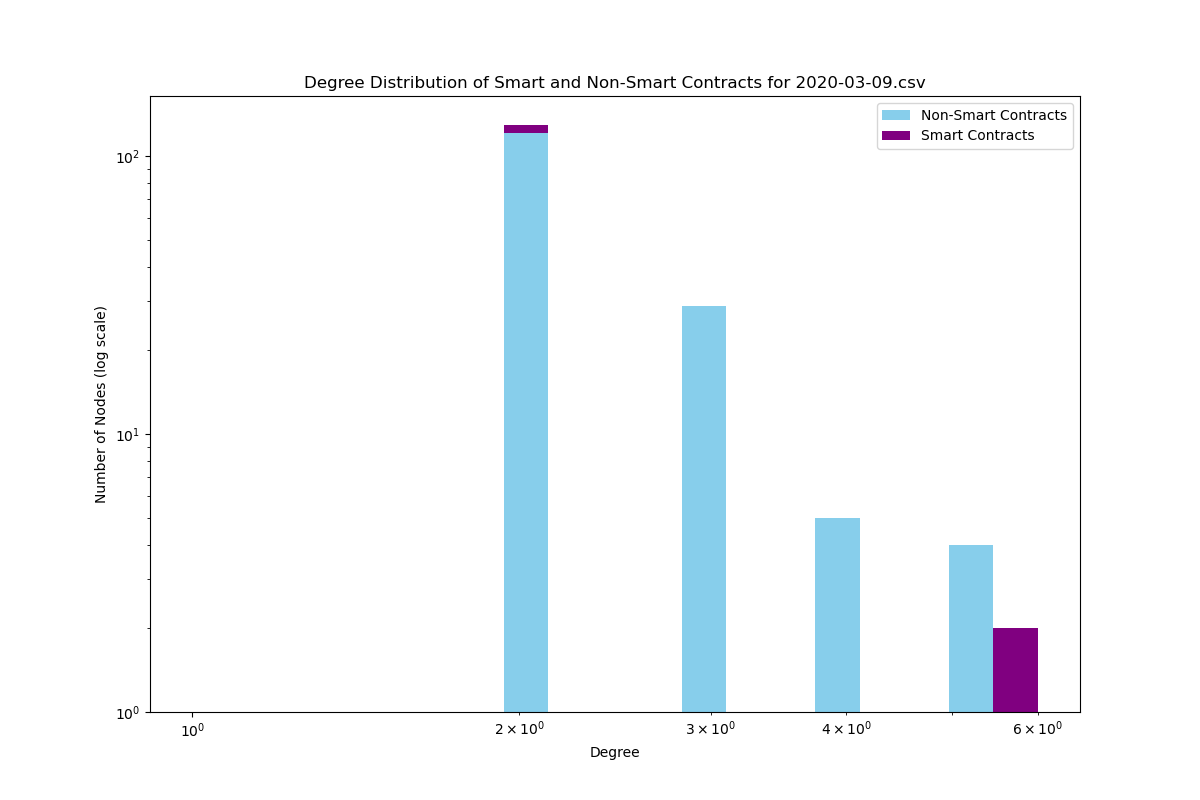 Degree Distribution of Smart and Non-Smart Contracts for 2020-03-09.csv
Non-Smart Contracts
Smart Contracts
Number of Nodes (log scale)
10²
10¹
10⁰
10⁰
2 × 10⁰
3 × 10⁰
4 × 10⁰
6 × 10⁰
Degree